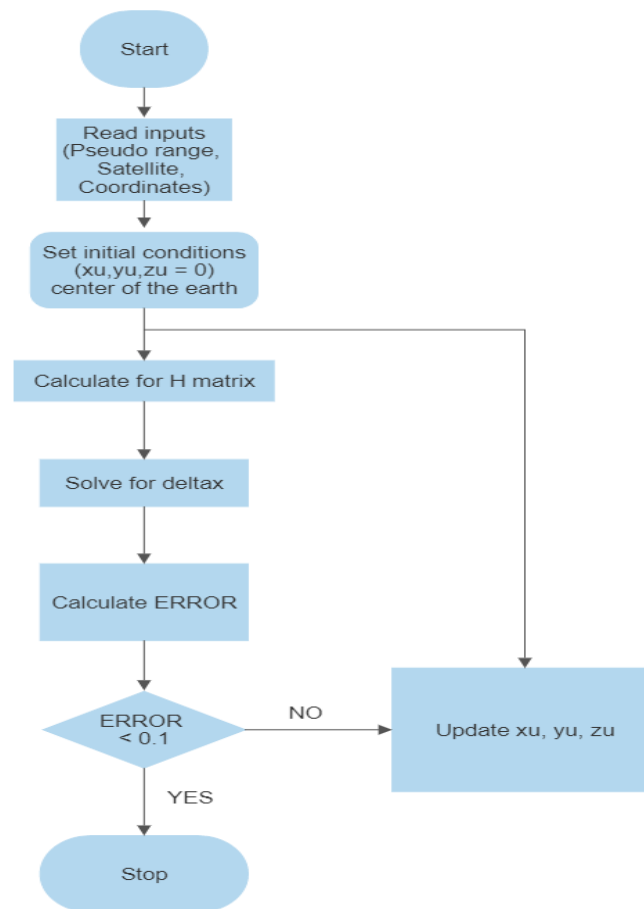 Start
Read inputs
(Pseudo range,
Satellite,
Coordinates)
Set initial conditions
(xu,yu,zu = 0)
center of the earth
Calculate for H matrix
Solve for deltax
Calculate ERROR
ERROR
< 0.1
NO
Update xu, yu, zu
YES
Stop